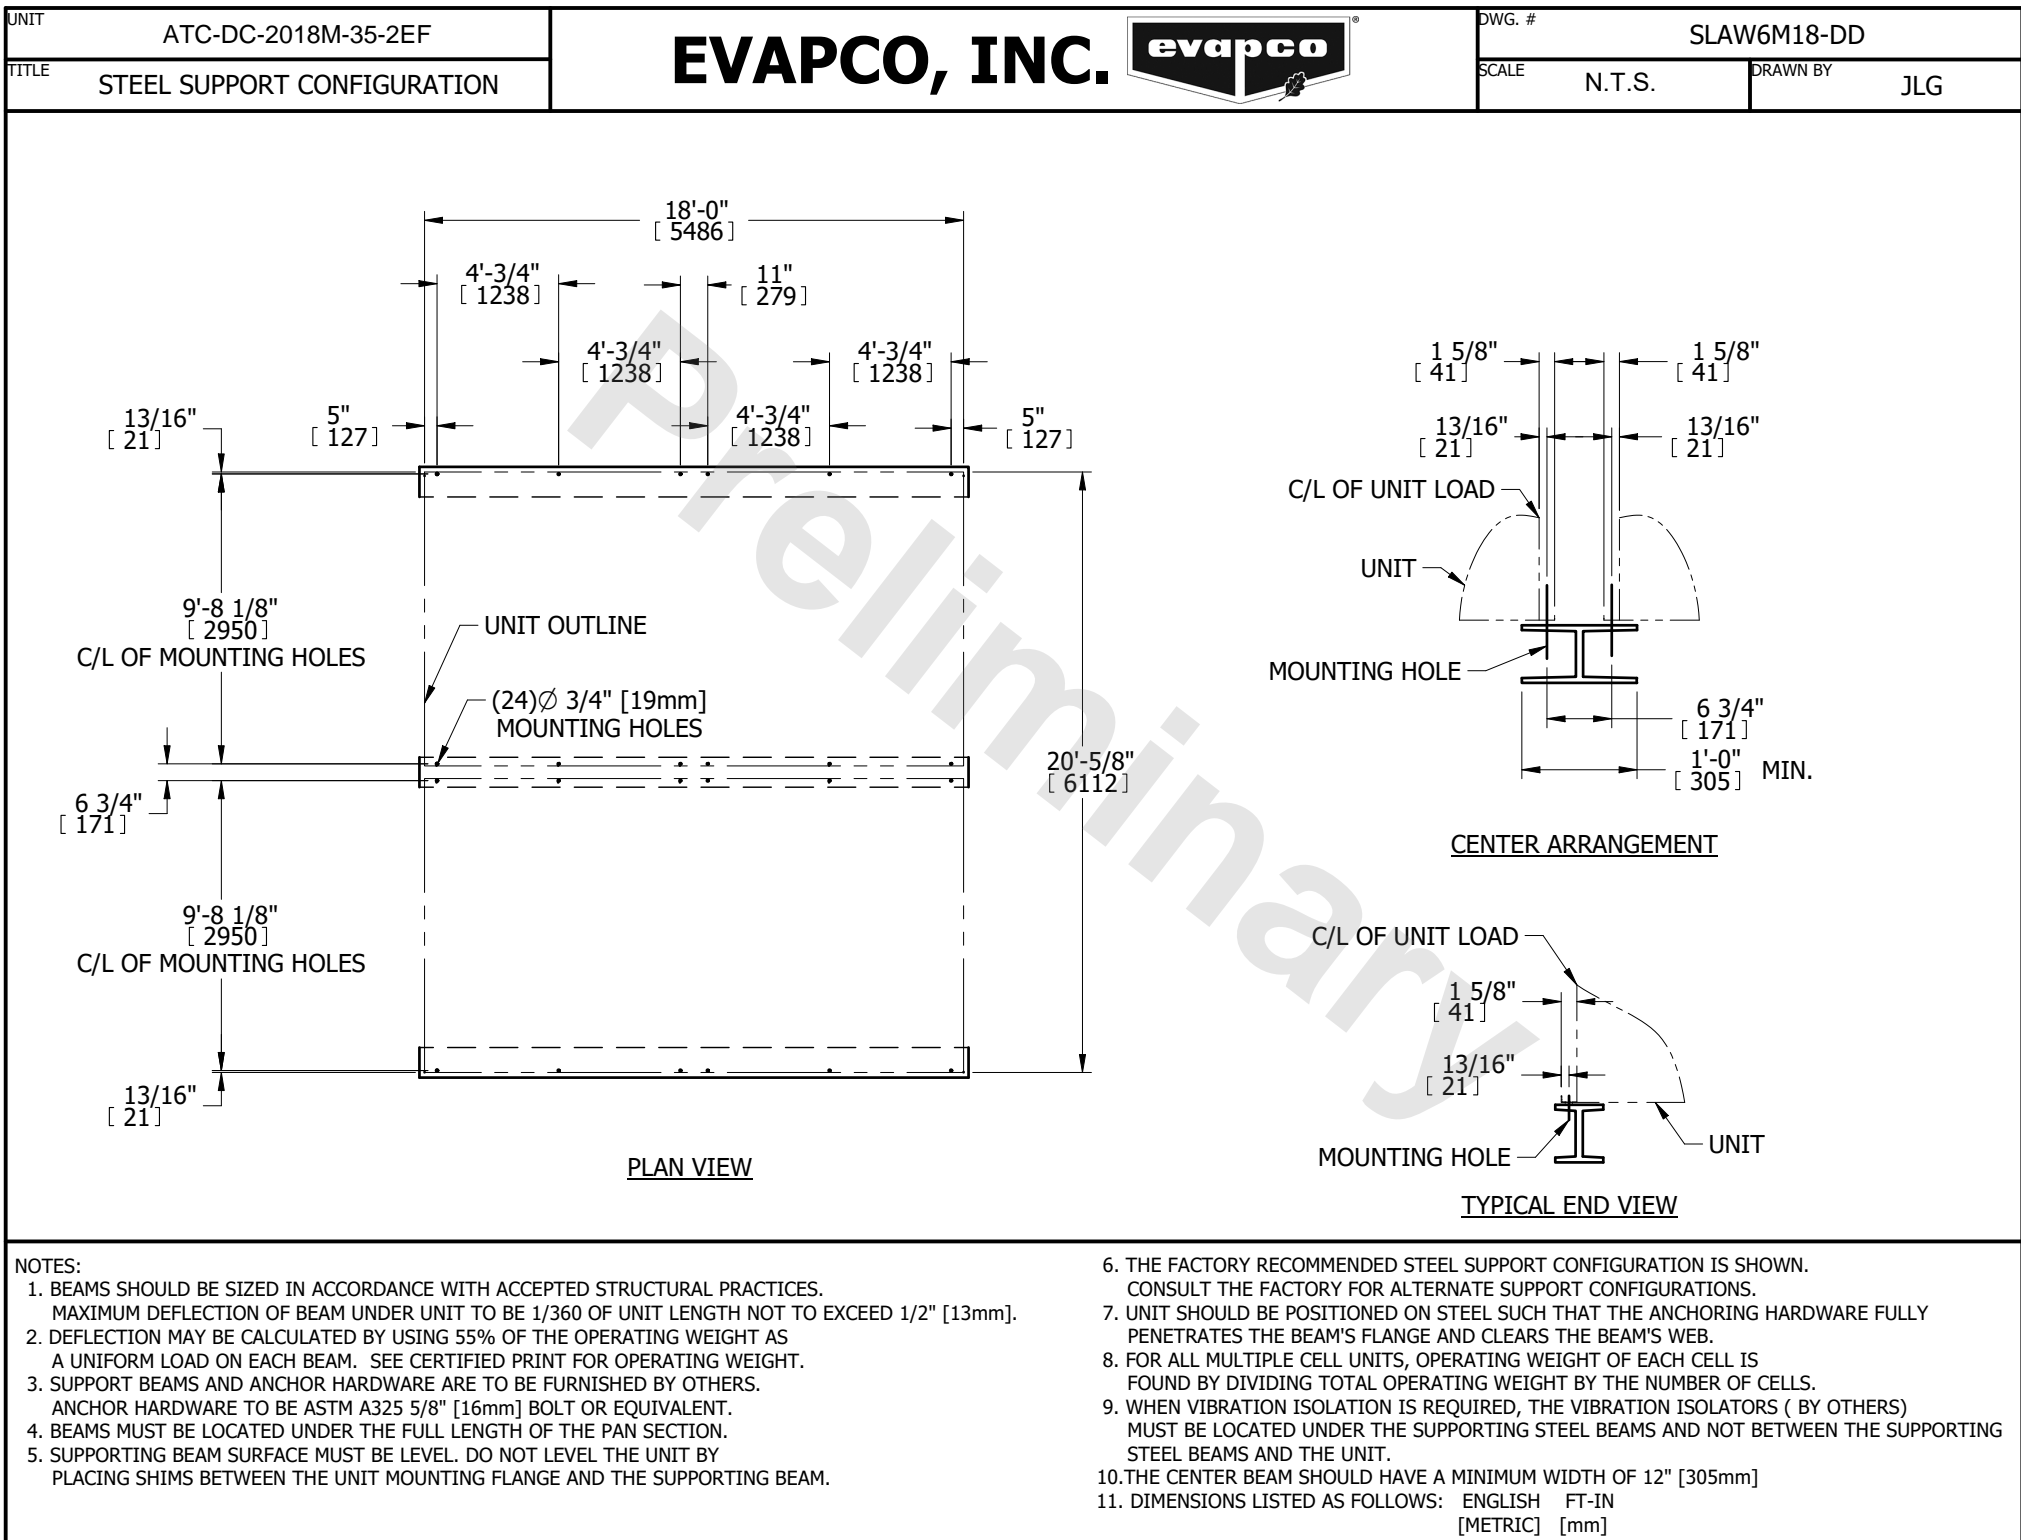 UNIT
ATC-DC-2018M-35-2EF
TITLE
STEEL SUPPORT CONFIGURATION
EVAPCO, INC.
evapco
®
DWG. #
SLAW6M18-DD
SCALE
N.T.S.
DRAWN BY
JLG
18'-0"
[ 5486 ]
4'-3/4"
[ 1238 ]
11"
[ 279 ]
4'-3/4"
[ 1238 ]
4'-3/4"
[ 1238 ]
13/16"
[ 21 ]
5"
[ 127 ]
4'-3/4"
[ 1238 ]
5"
[ 127 ]
9'-8 1/8"
[ 2950 ]
C/L OF MOUNTING HOLES
UNIT OUTLINE
(24)∅ 3/4" [19mm]
MOUNTING HOLES
6 3/4"
[ 171 ]
20'-5/8"
[ 6112 ]
9'-8 1/8"
[ 2950 ]
C/L OF MOUNTING HOLES
13/16"
[ 21 ]
PLAN VIEW
Preliminary
1 5/8"
[ 41 ]
1 5/8"
[ 41 ]
13/16"
[ 21 ]
13/16"
[ 21 ]
C/L OF UNIT LOAD
UNIT
MOUNTING HOLE
6 3/4"
[ 171 ]
1'-0"
[ 305 ] MIN.
CENTER ARRANGEMENT
C/L OF UNIT LOAD
1 5/8"
[ 41 ]
13/16"
[ 21 ]
MOUNTING HOLE
UNIT
TYPICAL END VIEW
NOTES:
1. BEAMS SHOULD BE SIZED IN ACCORDANCE WITH ACCEPTED STRUCTURAL PRACTICES.
MAXIMUM DEFLECTION OF BEAM UNDER UNIT TO BE 1/360 OF UNIT LENGTH NOT TO EXCEED 1/2" [13mm].
2. DEFLECTION MAY BE CALCULATED BY USING 55% OF THE OPERATING WEIGHT AS
A UNIFORM LOAD ON EACH BEAM. SEE CERTIFIED PRINT FOR OPERATING WEIGHT.
3. SUPPORT BEAMS AND ANCHOR HARDWARE ARE TO BE FURNISHED BY OTHERS.
ANCHOR HARDWARE TO BE ASTM A325 5/8" [16mm] BOLT OR EQUIVALENT.
4. BEAMS MUST BE LOCATED UNDER THE FULL LENGTH OF THE PAN SECTION.
5. SUPPORTING BEAM SURFACE MUST BE LEVEL. DO NOT LEVEL THE UNIT BY
PLACING SHIMS BETWEEN THE UNIT MOUNTING FLANGE AND THE SUPPORTING BEAM.
6. THE FACTORY RECOMMENDED STEEL SUPPORT CONFIGURATION IS SHOWN.
CONSULT THE FACTORY FOR ALTERNATE SUPPORT CONFIGURATIONS.
7. UNIT SHOULD BE POSITIONED ON STEEL SUCH THAT THE ANCHORING HARDWARE FULLY
PENETRATES THE BEAM'S FLANGE AND CLEARS THE BEAM'S WEB.
8. FOR ALL MULTIPLE CELL UNITS, OPERATING WEIGHT OF EACH CELL IS
FOUND BY DIVIDING TOTAL OPERATING WEIGHT BY THE NUMBER OF CELLS.
9. WHEN VIBRATION ISOLATION IS REQUIRED, THE VIBRATION ISOLATORS ( BY OTHERS)
MUST BE LOCATED UNDER THE SUPPORTING STEEL BEAMS AND NOT BETWEEN THE SUPPORTING
STEEL BEAMS AND THE UNIT.
10.THE CENTER BEAM SHOULD HAVE A MINIMUM WIDTH OF 12" [305mm]
11. DIMENSIONS LISTED AS FOLLOWS: ENGLISH FT-IN
[METRIC] [mm]